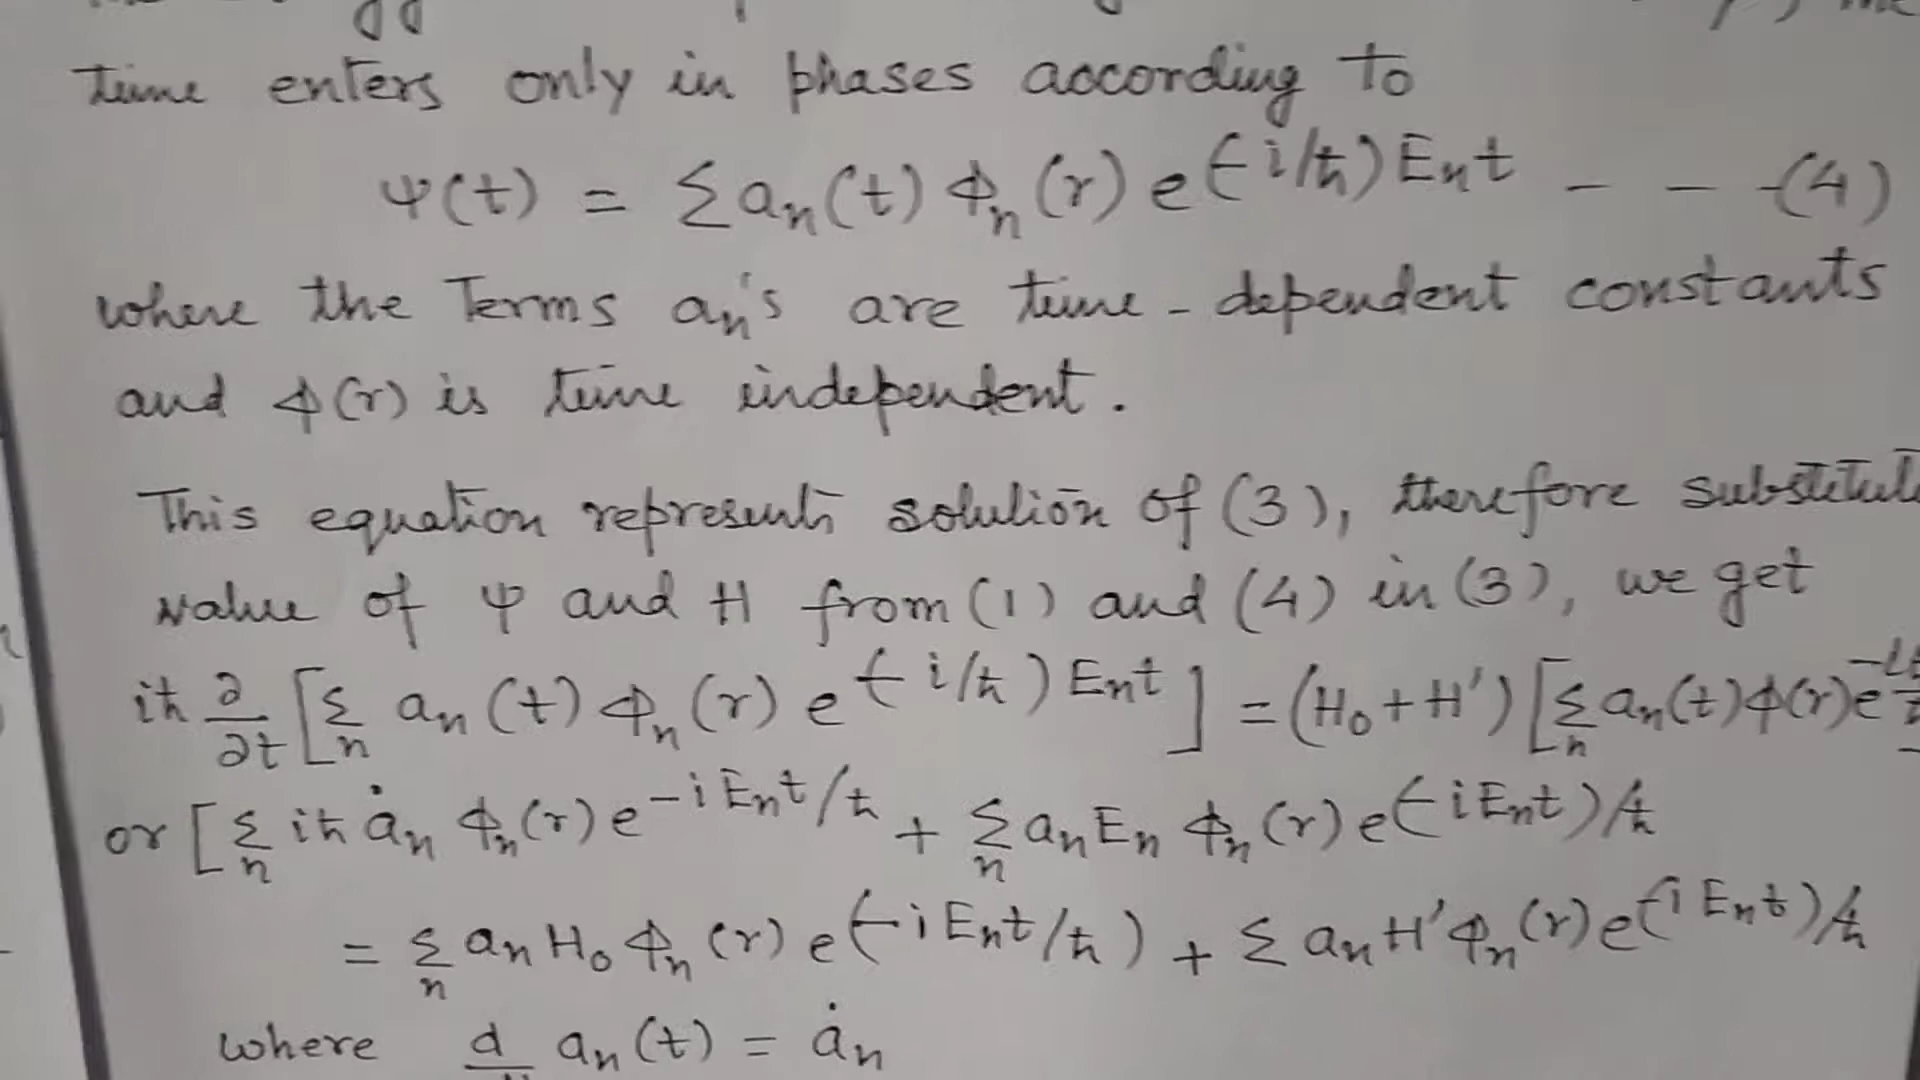 time enters only in phases according to
ψ(t) = Σ aₙ(t) ϕₙ(r) e^(-i/ħ) Eₙt - - -(4)
where the Terms aₙ's are time-dependent constants
and ϕ(r) is time independent.
This equation represents solution of (3), therefore
value of ψ and H from (1) and (4) in (3), we get
iħ ∂/∂t [Σₙ aₙ(t) ϕₙ(r) e^(-i/ħ) Eₙt] = (H₀+H′) [Σₙ aₙ(t) ϕ(r) e
or [Σₙ iħ ȧₙ ϕₙ(r) e^-iEₙt/ħ + Σₙ aₙ Eₙ ϕₙ(r) e^(-iEₙt)/ħ
= Σₙ aₙ H₀ ϕₙ(r) e^(-iEₙt/ħ) + Σ aₙ H′ ϕₙ(r) e^(-iEₙt)/ħ
where d aₙ(t) = ȧₙ